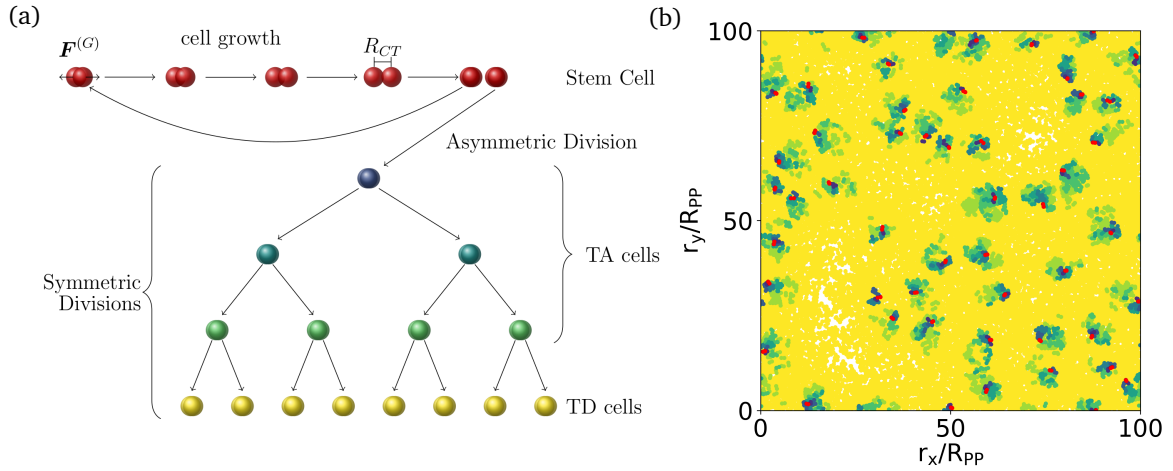 (a)
F(G)
cell growth
R_CT
Stem Cell
Asymmetric Division
Symmetric
Divisions
TA cells
TD cells
(b)
100
50
0
r_y/R_PP
0
50
100
r_x/R_PP